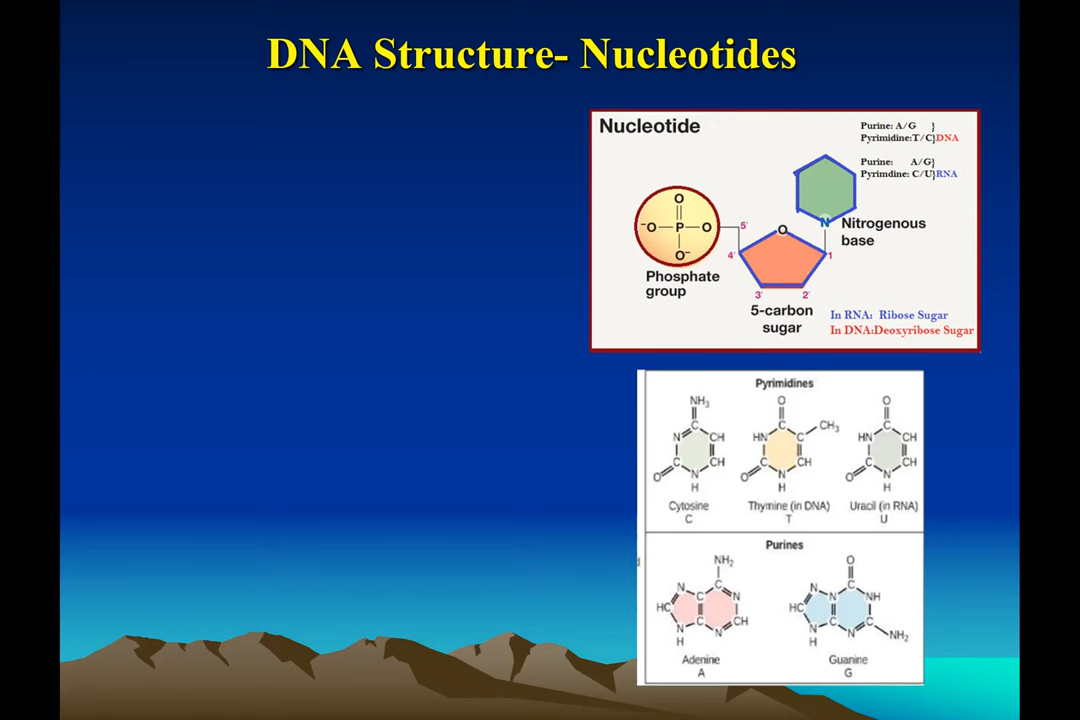 DNA Structure- Nucleotides
Nucleotide
Purine: A/G }
Pyrimidine:T/C}DNA
Purine: A/G}
Pyrimdine: C/U}RNA
O
⁻O—P—O
O⁻
5'
4'
O
N
1
3'
2'
Nitrogenous
base
Phosphate
group
5-carbon
sugar
In RNA: Ribose Sugar
In DNA:Deoxyribose Sugar
Pyrimidines
NH₃
C
N CH
C CH
O N
H
Cytosine
C
O
C CH₃
HN C
C CH
O N
H
Thymine (in DNA)
T
O
C
HN CH
C CH
O N
H
Uracil (in RNA)
U
Purines
NH₂
N C
C N
HC
C CH
N N
H
Adenine
A
O
N C
N NH
HC
C C
N N NH₂
H
Guanine
G